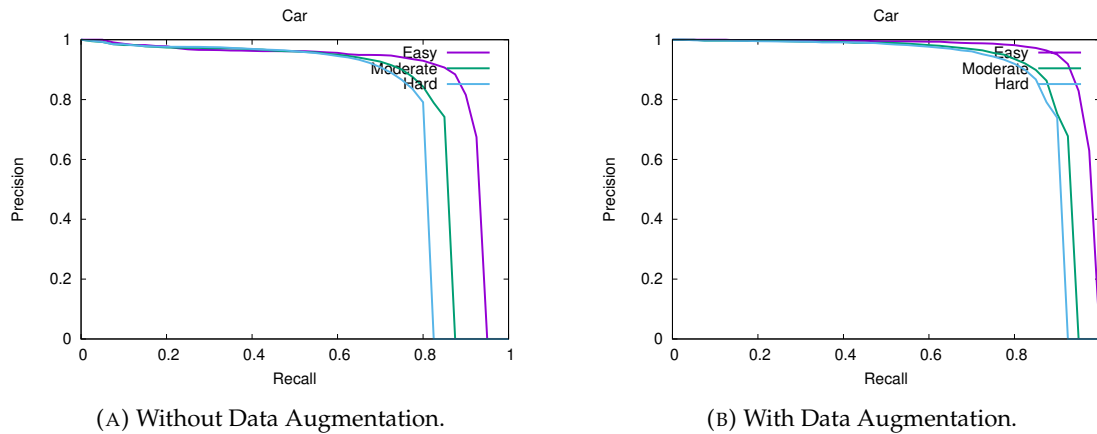 Car
1
0.8
0.6
0.4
0.2
0
0 0.2 0.4 0.6 0.8 1
Precision
Recall
Easy
Moderate
Hard
(A) Without Data Augmentation.
Car
1
0.8
0.6
0.4
0.2
0
0 0.2 0.4 0.6 0.8
Precision
Recall
Easy
Moderate
Hard
(B) With Data Augmentation.